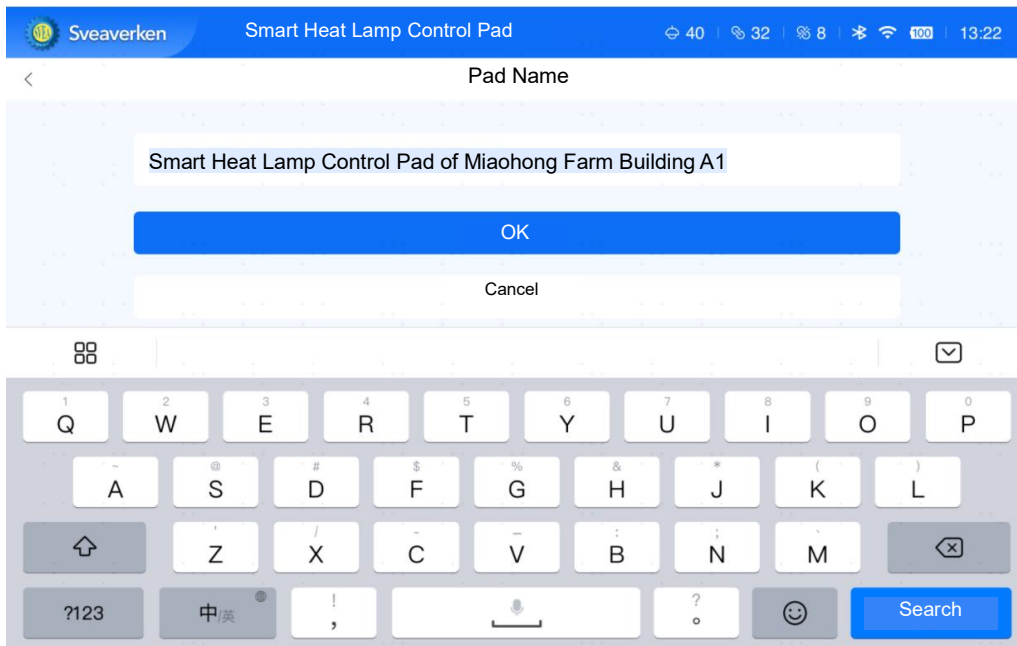 SVEA Sveaverken Smart Heat Lamp Control Pad 40 32 8 100 13:22
Pad Name
Smart Heat Lamp Control Pad of Miaohong Farm Building A1
OK
Cancel
1 2 3 4 5 6 7 8 9 0
Q W E R T Y U I O P
~ @ # $ % & * ( )
A S D F G H J K L
' / - _ : ; 、
Z X C V B N M
! ?
?123 中/英 , 。 Search